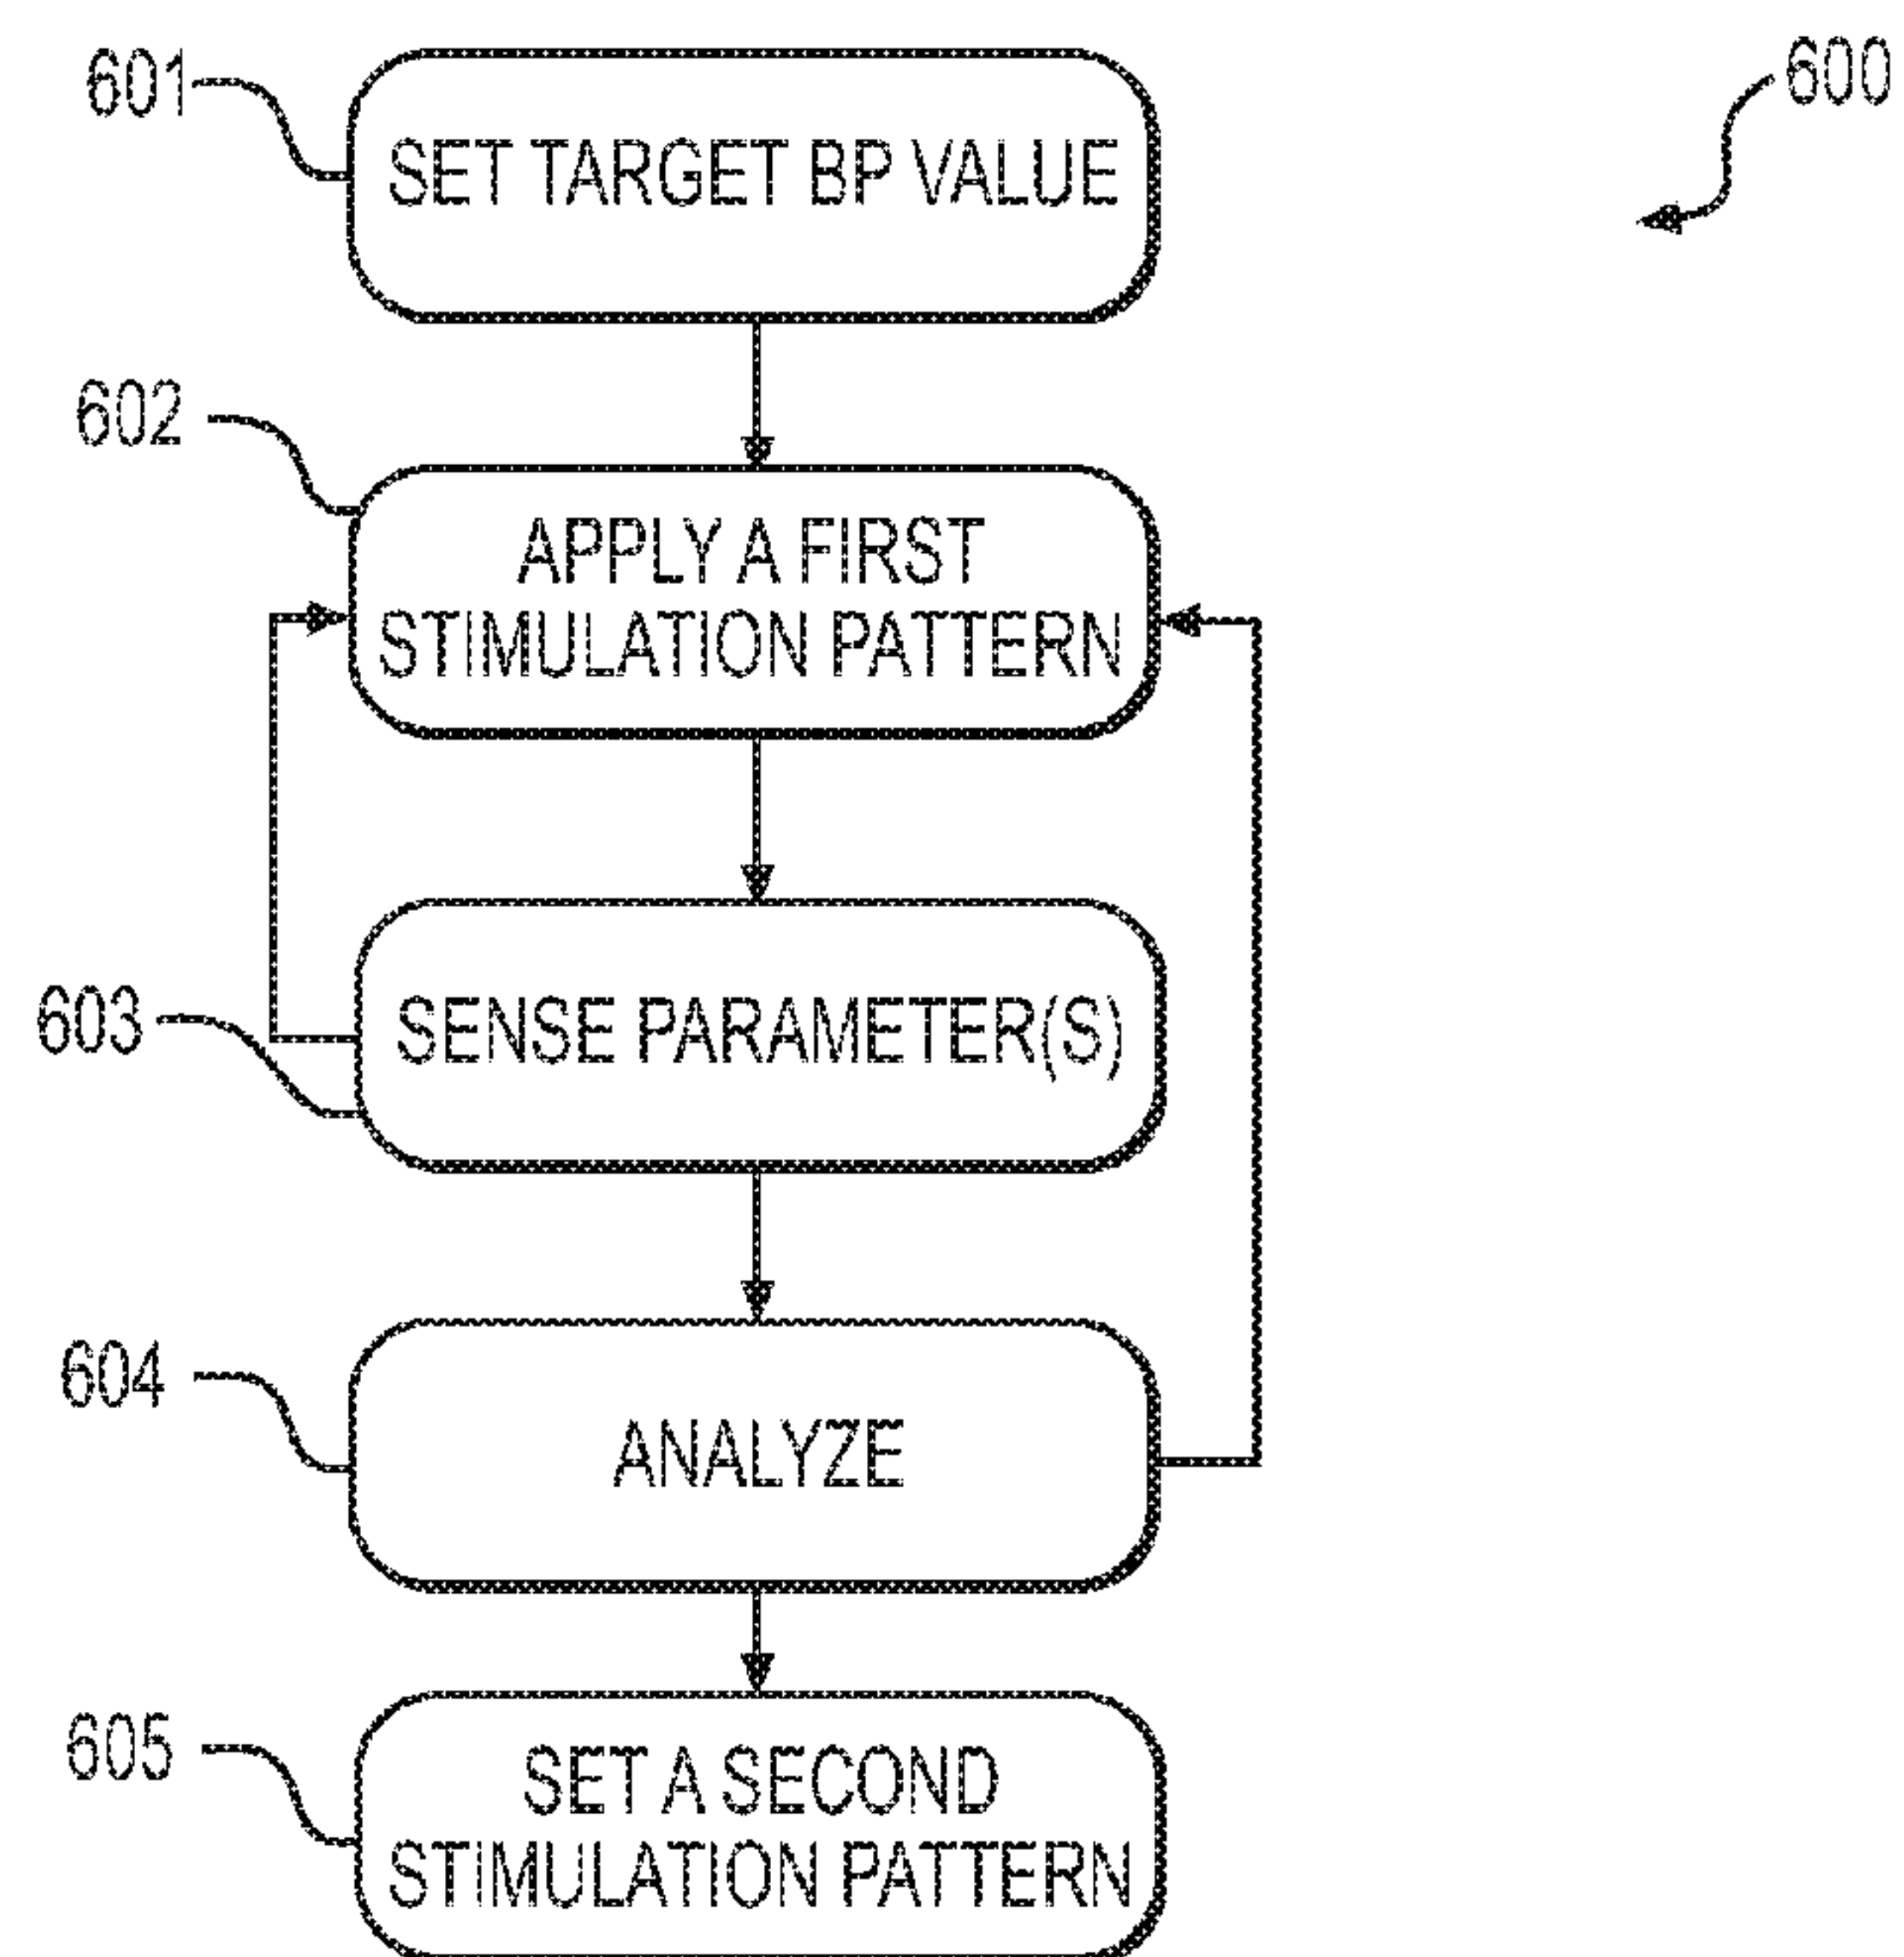 601
600
SET TARGET BP VALUE
602
APPLY A FIRST
STIMULATION PATTERN
603
SENSE PARAMETER(S)
604
ANALYZE
605
SET A SECOND
STIMULATION PATTERN